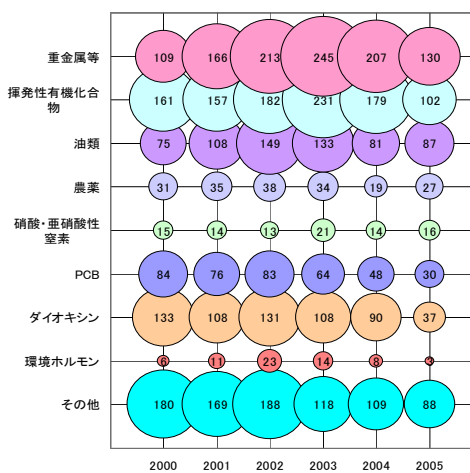 重金属等 109 166 213 245 207 130
揮発性有機化合
物 161 157 182 231 179 102
油類 75 108 149 133 81 87
農薬 31 35 38 34 19 27
硝酸・亜硝酸性
窒素 15 14 13 21 14 16
PCB 84 76 83 64 48 30
ダイオキシン 133 108 131 108 90 37
環境ホルモン 6 11 23 14 8 3
その他 180 169 188 118 109 88
2000 2001 2002 2003 2004 2005